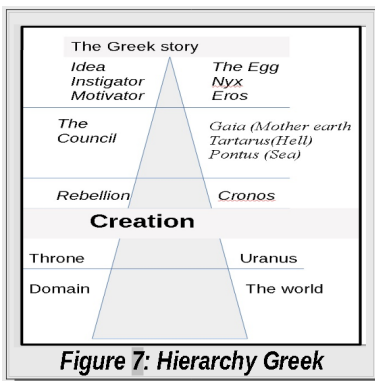 The Greek story
Idea The Egg
Instigator Nyx
Motivator Eros
The Gaia (Mother earth
Council Tartarus(Hell)
Pontus (Sea)
Rebellion Cronos
Creation
Throne Uranus
Domain The world
Figure 7: Hierarchy Greek